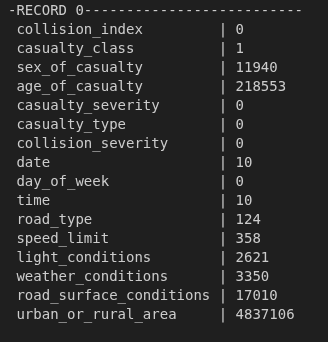 -RECORD 0--------------------------
collision_index | 0
casualty_class | 1
sex_of_casualty | 11940
age_of_casualty | 218553
casualty_severity | 0
casualty_type | 0
collision_severity | 0
date | 10
day_of_week | 0
time | 10
road_type | 124
speed_limit | 358
light_conditions | 2621
weather_conditions | 3350
road_surface_conditions | 17010
urban_or_rural_area | 4837106